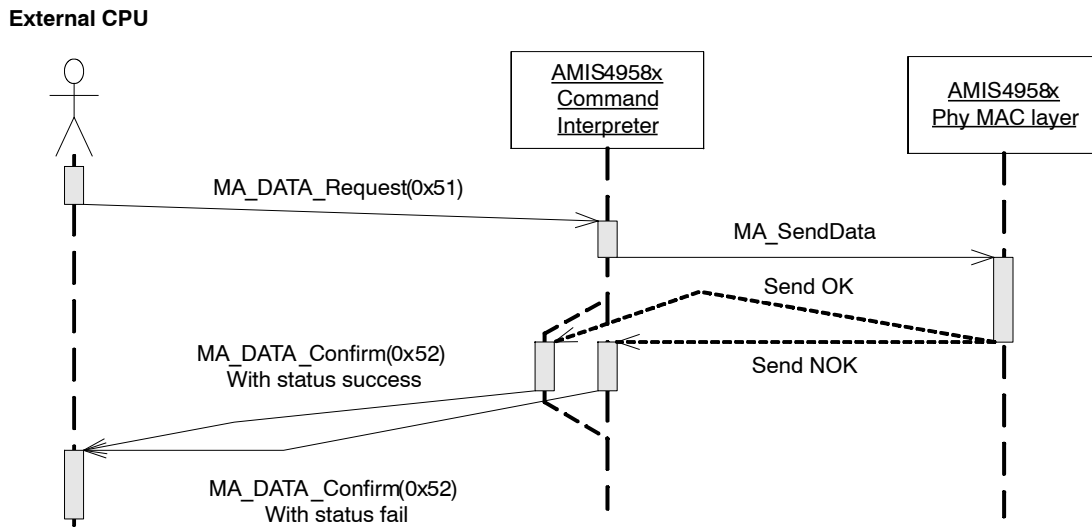 External CPU
AMIS4958x
Command
Interpreter
AMIS4958x
Phy MAC layer
MA_DATA_Request(0x51)
MA_SendData
Send OK
MA_DATA_Confirm(0x52)
With status success
Send NOK
MA_DATA_Confirm(0x52)
With status fail